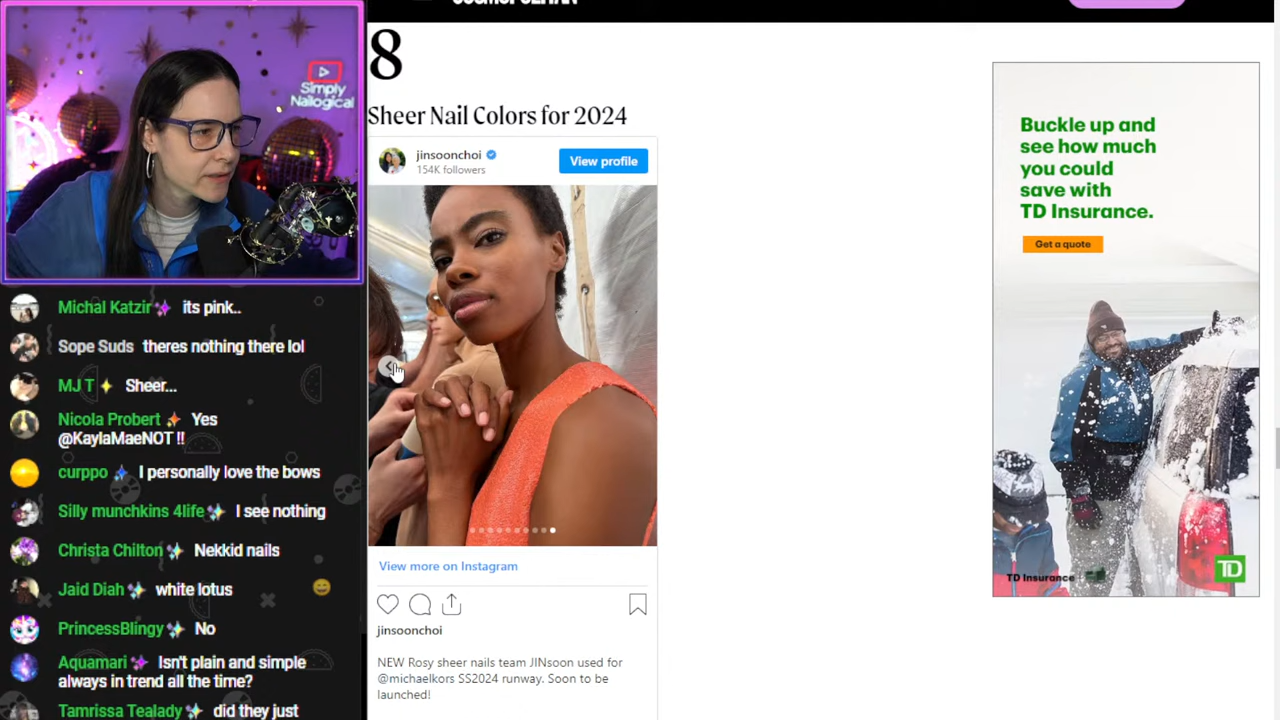 COSMOPOLITAN
Simply
Nailogical
8
Sheer Nail Colors for 2024
jinsoonchoi
154K followers
View profile
View more on Instagram
jinsoonchoi
NEW Rosy sheer nails team JINsoon used for
@michaelkors SS2024 runway. Soon to be
launched!
Michal Katzir its pink..
Sope Suds theres nothing there lol
MJ T Sheer...
Nicola Probert Yes
@KaylaMaeNOT !!
curppo I personally love the bows
Silly munchkins 4life I see nothing
Christa Chilton Nekkid nails
Jaid Diah white lotus
PrincessBlingy No
Aquamari Isn't plain and simple
always in trend all the time?
Tamrissa Tealady did they just
Buckle up and
see how much
you could
save with
TD Insurance.
Get a quote
TD Insurance
TD